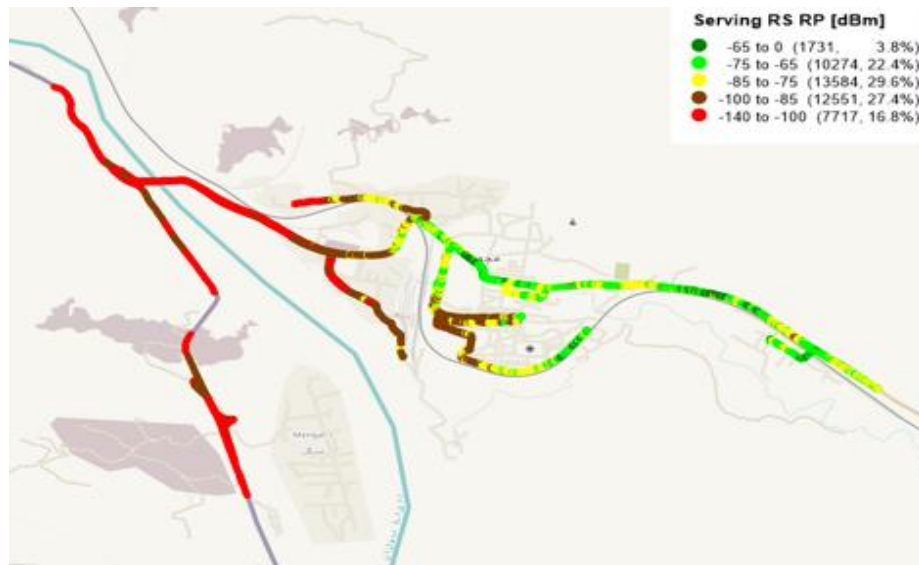 Serving RS RP [dBm]
-65 to 0 (1731, 3.8%)
-75 to -65 (10274, 22.4%)
-85 to -75 (13584, 29.6%)
-100 to -85 (12551, 27.4%)
-140 to -100 (7717, 16.8%)